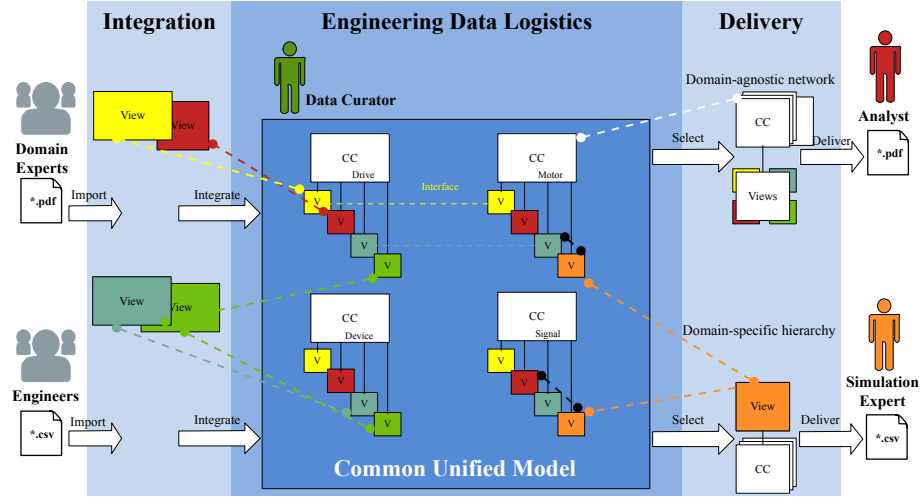 Integration
Engineering Data Logistics
Delivery
Data Curator
Domain-agnostic network
View
View
Domain
Experts
*.pdf
Import
Integrate
CC
Drive
V
V
V
V
Interface
CC
Motor
V
V
V
V
Select
CC
Views
Deliver
Analyst
*.pdf
View
View
Engineers
*.csv
Import
Integrate
CC
Device
V
V
V
V
CC
Signal
V
V
V
V
Domain-specific hierarchy
Select
View
CC
Deliver
Simulation
Expert
*.csv
Common Unified Model